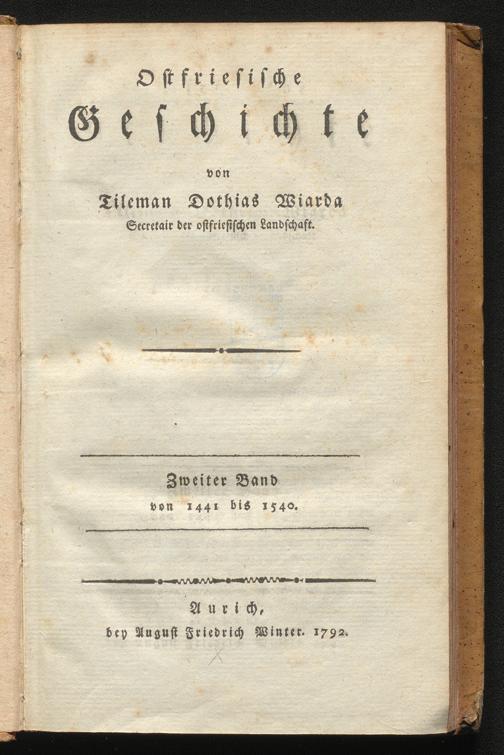 Ostfriesische
Geschichte
von
Tileman Dothias Wiarda
Secretair der ostfriesischen Landschaft.
Zweiter Band
von 1441 bis 1540.
Aurich,
bey August Friedrich Winter. 1792.